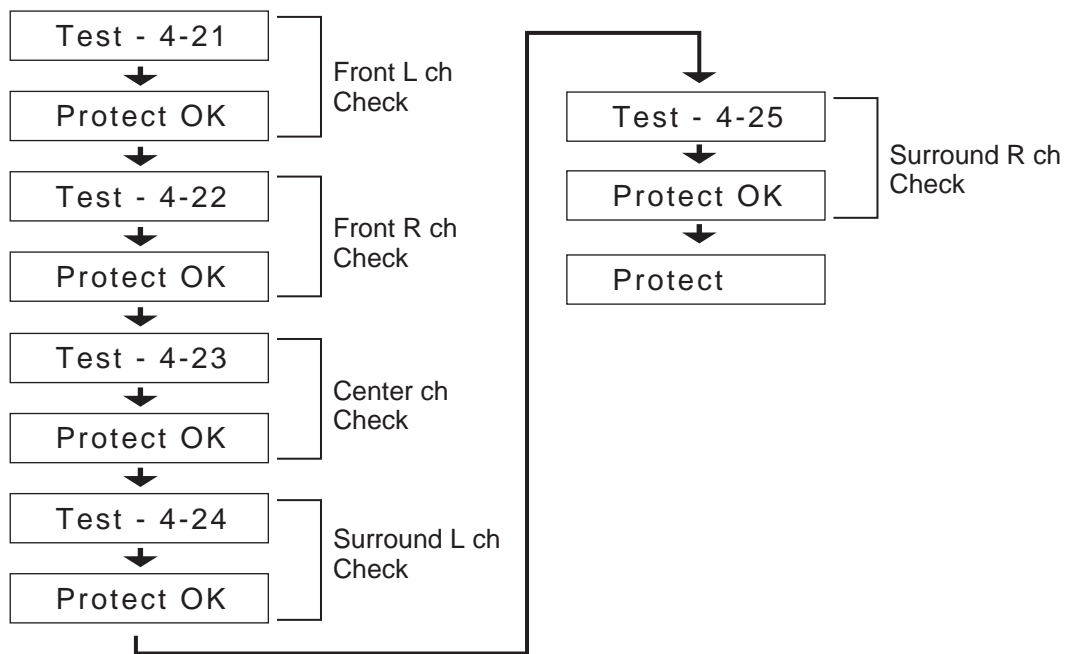 Test - 4-21
Protect OK
Front L ch
Check
Test - 4-22
Protect OK
Front R ch
Check
Test - 4-23
Protect OK
Center ch
Check
Test - 4-24
Protect OK
Surround L ch
Check
Test - 4-25
Protect OK
Surround R ch
Check
Protect